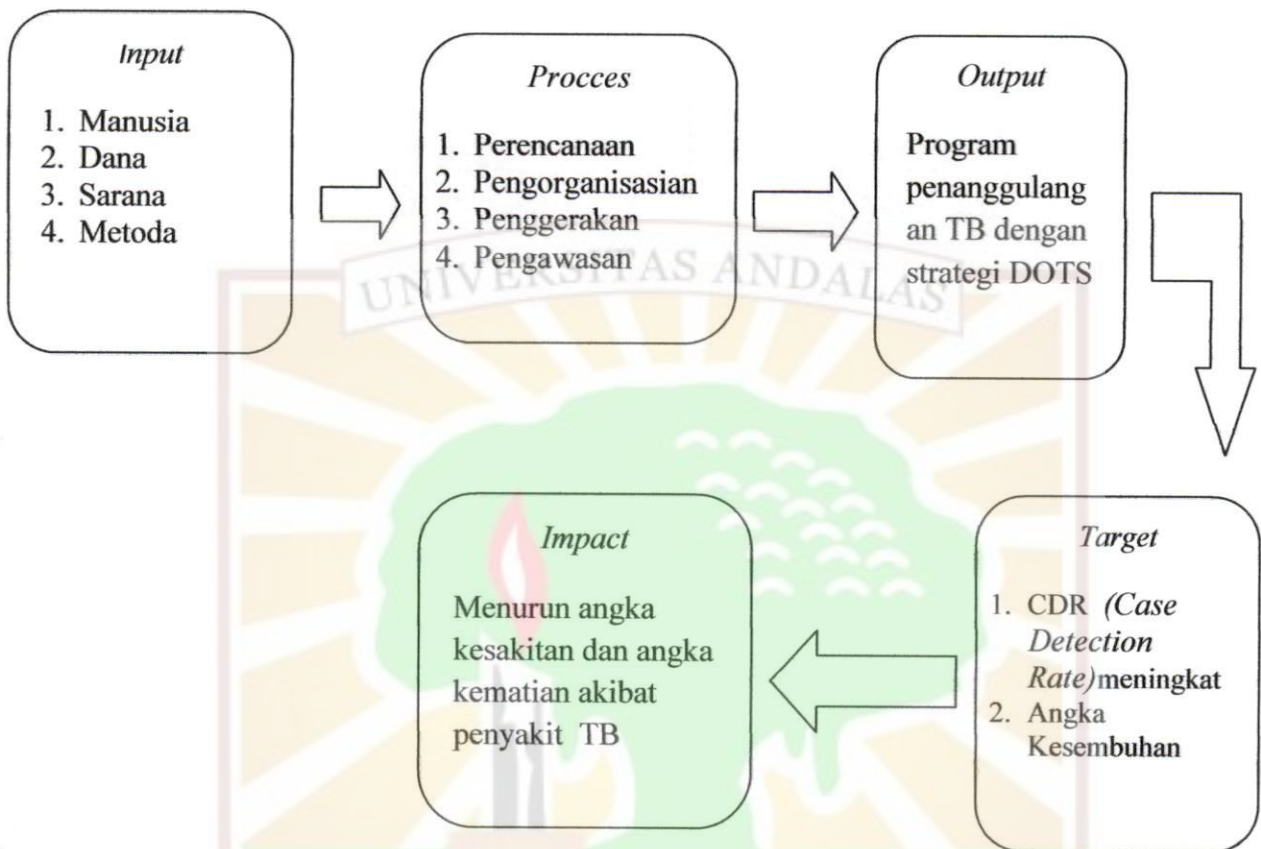 Input
1. Manusia
2. Dana
3. Sarana
4. Metoda
Procces
1. Perencanaan
2. Pengorganisasian
3. Penggerakan
4. Pengawasan
Output
Program
penanggulang
an TB dengan
strategi DOTS
UNIVERSITAS ANDALAS
Impact
Menurun angka
kesakitan dan angka
kematian akibat
penyakit TB
Target
1. CDR (Case
Detection
Rate)meningkat
2. Angka
Kesembuhan